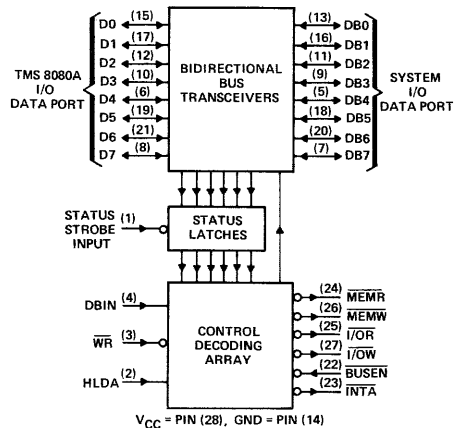 D0 (15) (13) DB0
D1 (17) (16) DB1
D2 (12) BIDIRECTIONAL (11) DB2
TMS 8080A D3 (10) BUS (9) DB3 SYSTEM
I/O D4 (6) TRANSCEIVERS (5) DB4 I/O
DATA PORT D5 (19) (18) DB5 DATA PORT
D6 (21) (20) DB6
D7 (8) (7) DB7
STATUS (1) STATUS
STROBE LATCHES
INPUT
(24) MEMR
DBIN (4) (26) MEMW
CONTROL (25) I/OR
WR (3) DECODING (27) I/OW
ARRAY (22) BUSEN
HLDA (2) (23) INTA
VCC = PIN (28), GND = PIN (14)